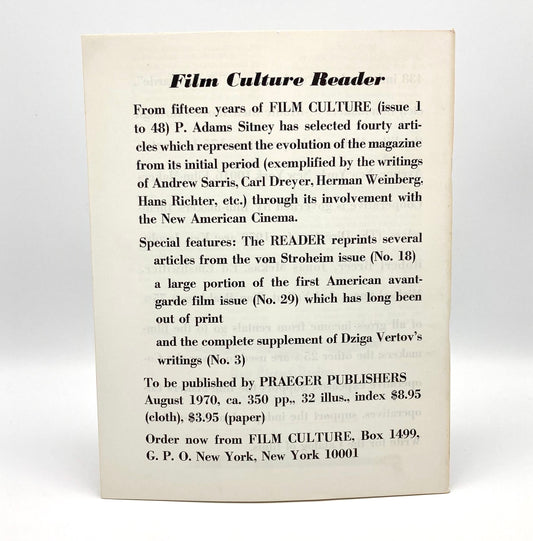 Film Culture Reader
From fifteen years of FILM CULTURE (issue 1
to 48) P. Adams Sitney has selected fourty arti-
cles which represent the evolution of the magazine
from its initial period (exemplified by the writings
of Andrew Sarris, Carl Dreyer, Herman Weinberg,
Hans Richter, etc.) through its involvement with
the New American Cinema.
Special features: The READER reprints several
articles from the von Stroheim issue (No. 18)
a large portion of the first American avant-
garde film issue (No. 29) which has long been
out of print
and the complete supplement of Dziga Vertov's
writings (No. 3)
To be published by PRAEGER PUBLISHERS
August 1970, ca. 350 pp., 32 illus., index $8.95
(cloth), $3.95 (paper)
Order now from FILM CULTURE, Box 1499,
G. P. O. New York, New York 10001